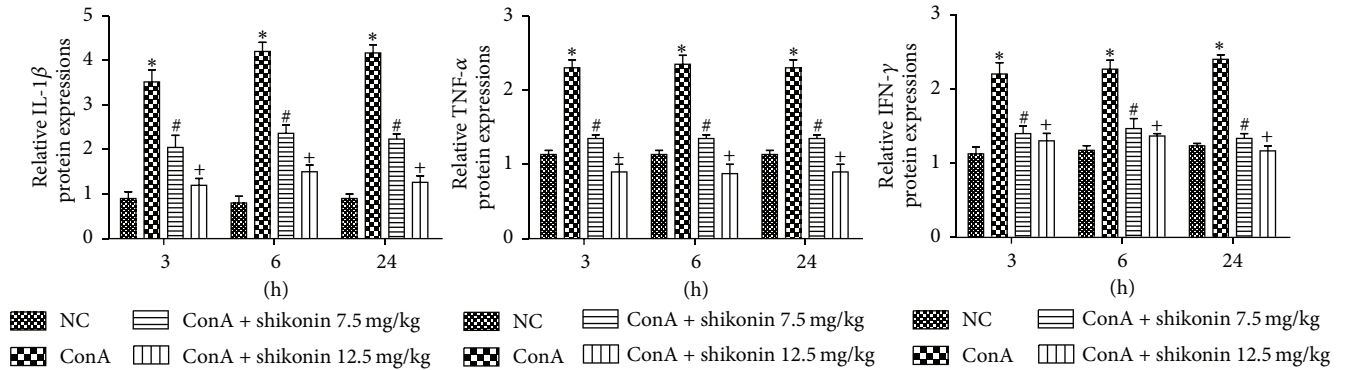 Relative IL-1β
protein expressions
5
4
3
2
1
0
*
#
+
*
#
+
*
#
+
3
6
24
(h)
NC
ConA + shikonin 7.5 mg/kg
ConA
ConA + shikonin 12.5 mg/kg
Relative TNF-α
protein expressions
3
2
1
0
*
#
+
*
#
+
*
#
+
3
6
24
(h)
NC
ConA + shikonin 7.5 mg/kg
ConA
ConA + shikonin 12.5 mg/kg
Relative IFN-γ
protein expressions
3
2
1
0
*
#
+
*
#
+
*
#
+
3
6
24
(h)
NC
ConA + shikonin 7.5 mg/kg
ConA
ConA + shikonin 12.5 mg/kg